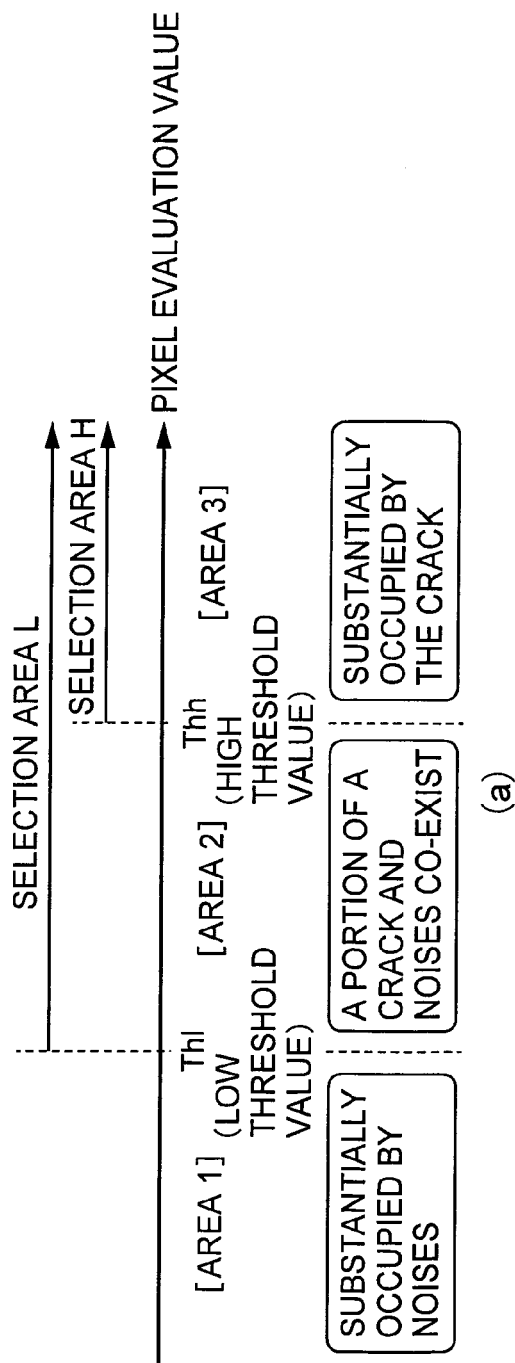 SELECTION AREA L
SELECTION AREA H
PIXEL EVALUATION VALUE
[AREA 1]
Thl
(LOW
THRESHOLD
VALUE)
[AREA 2]
Thh
(HIGH
THRESHOLD
VALUE)
[AREA 3]
SUBSTANTIALLY
OCCUPIED BY
NOISES
A PORTION OF A
CRACK AND
NOISES CO-EXIST
SUBSTANTIALLY
OCCUPIED BY
THE CRACK
(a)